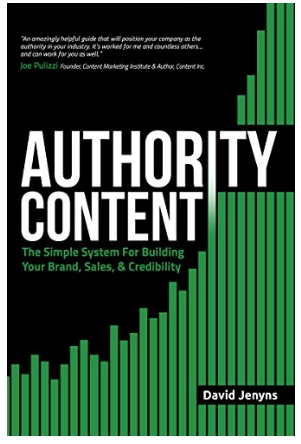 "An amazingly helpful guide that will position your company as the
authority in your industry. It's worked for me and countless others...
and can work for you as well."
Joe Pulizzi Founder, Content Marketing Institute & Author, Content Inc.
AUTHORITY
CONTENT
The Simple System For Building
Your Brand, Sales, & Credibility
David Jenyns